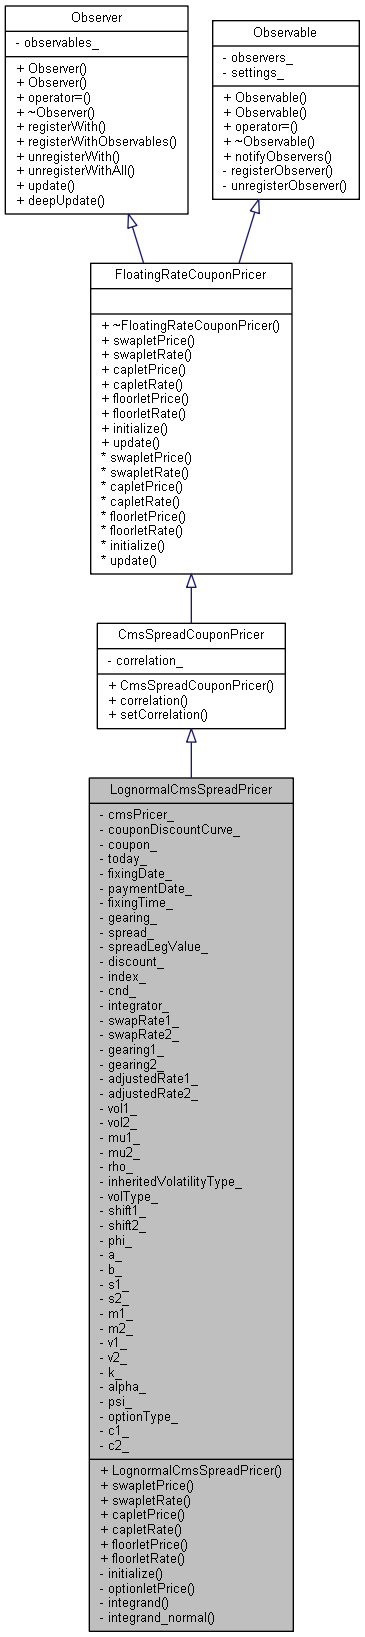 Observer
- observables_
+ Observer()
+ Observer()
+ operator=()
+ ~Observer()
+ registerWith()
+ registerWithObservables()
+ unregisterWith()
+ unregisterWithAll()
+ update()
+ deepUpdate()
Observable
- observers_
- settings_
+ Observable()
+ Observable()
+ operator=()
+ ~Observable()
+ notifyObservers()
- registerObserver()
- unregisterObserver()
FloatingRateCouponPricer
+ ~FloatingRateCouponPricer()
+ swapletPrice()
+ swapletRate()
+ capletPrice()
+ capletRate()
+ floorletPrice()
+ floorletRate()
+ initialize()
+ update()
* swapletPrice()
* swapletRate()
* capletPrice()
* capletRate()
* floorletPrice()
* floorletRate()
* initialize()
* update()
CmsSpreadCouponPricer
- correlation_
+ CmsSpreadCouponPricer()
+ correlation()
+ setCorrelation()
LognormalCmsSpreadPricer
- cmsPricer_
- couponDiscountCurve_
- coupon_
- today_
- fixingDate_
- paymentDate_
- fixingTime_
- gearing_
- spread_
- spreadLegValue_
- discount_
- index_
- cnd_
- integrator_
- swapRate1_
- swapRate2_
- gearing1_
- gearing2_
- adjustedRate1_
- adjustedRate2_
- vol1_
- vol2_
- mu1_
- mu2_
- rho_
- inheritedVolatilityType_
- volType_
- shift1_
- shift2_
- phi_
- a_
- b_
- s1_
- s2_
- m1_
- m2_
- v1_
- v2_
- k_
- alpha_
- psi_
- optionType_
- c1_
- c2_
+ LognormalCmsSpreadPricer()
+ swapletPrice()
+ swapletRate()
+ capletPrice()
+ capletRate()
+ floorletPrice()
+ floorletRate()
- initialize()
- optionletPrice()
- integrand()
- integrand_normal()